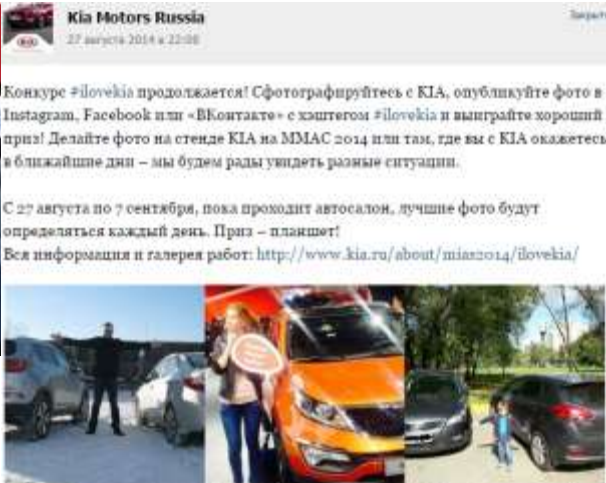 Kia Motors Russia
27 августа 2014 в 22:00
Закрыть
Конкурс #ilovekia продолжается! Сфотографируйтесь с KIA, опубликуйте фото в
Instagram, Facebook или «ВКонтакте» с хэштегом #ilovekia и выиграйте хороший
приз! Делайте фото на стенде KIA на ММАС 2014 или там, где вы с KIA окажетесь
в ближайшие дни – мы будем рады увидеть разные ситуации.
С 27 августа по 7 сентября, пока проходит автосалон, лучшие фото будут
определяться каждый день. Приз – планшет!
Вся информация и галерея работ: http://www.kia.ru/about/mias2014/ilovekia/